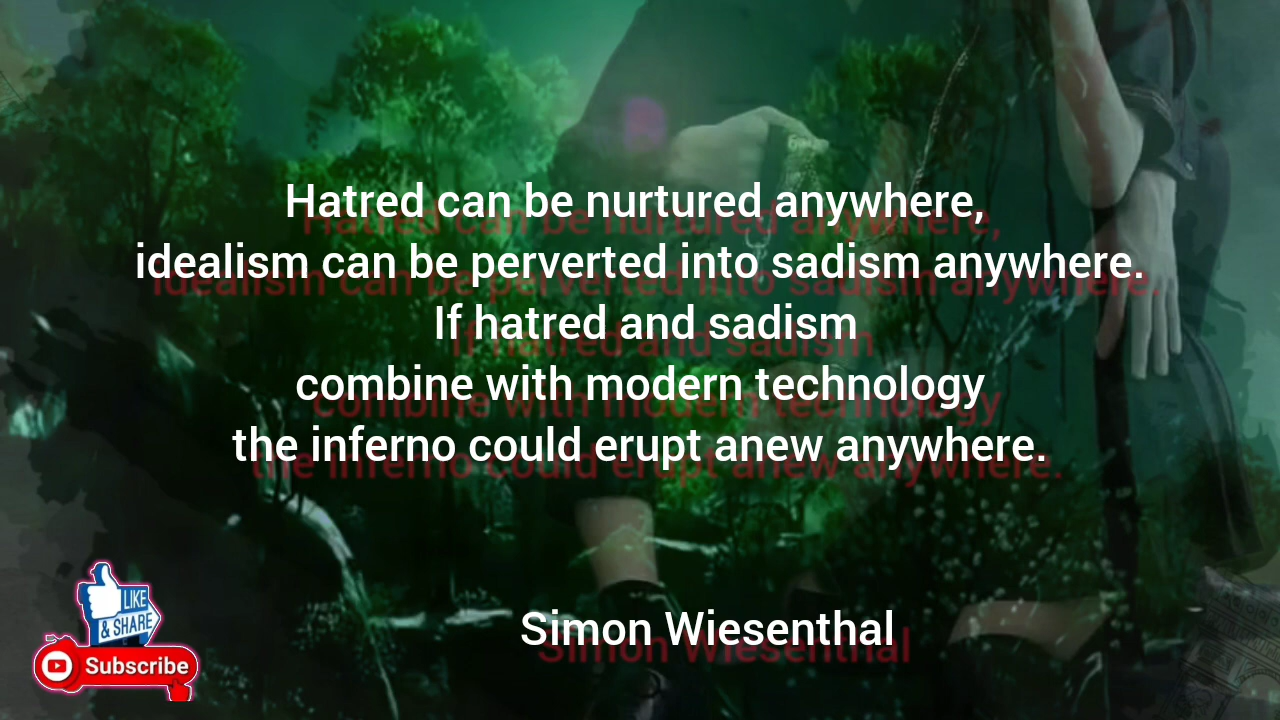 Hatred can be nurtured anywhere,
idealism can be perverted into sadism anywhere.
If hatred and sadism
combine with modern technology
the inferno could erupt anew anywhere.
Simon Wiesenthal
LIKE
& SHARE
Subscribe